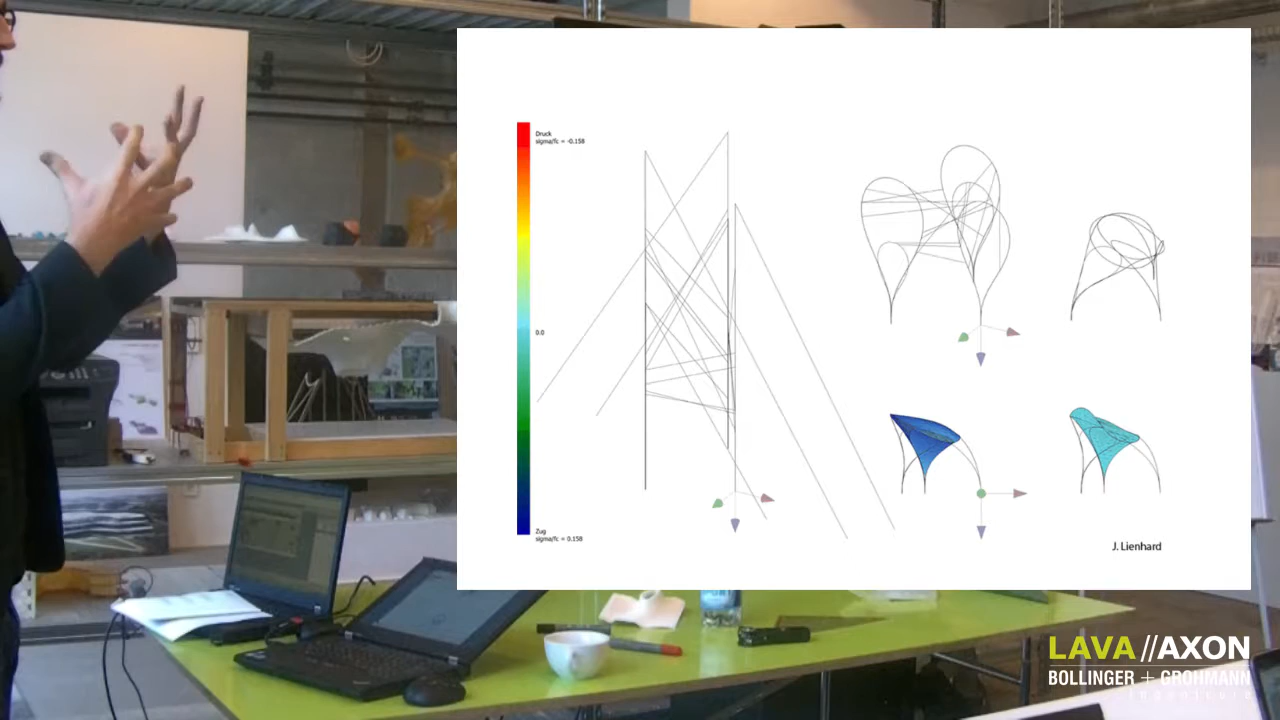 Druck
sigma/fc = -0.158
0.0
Zug
sigma/fc = 0.158
J. Lienhard
LAVA //AXON
BOLLINGER + GROHMANN